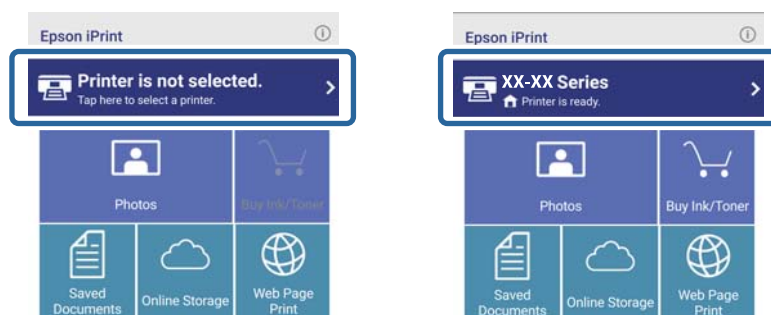 Epson iPrint
Printer is not selected.
Tap here to select a printer.
Photos
Buy Ink/Toner
Saved
Documents
Online Storage
Web Page
Print
Epson iPrint
XX-XX Series
Printer is ready.
Photos
Buy Ink/Toner
Saved
Documents
Online Storage
Web Page
Print